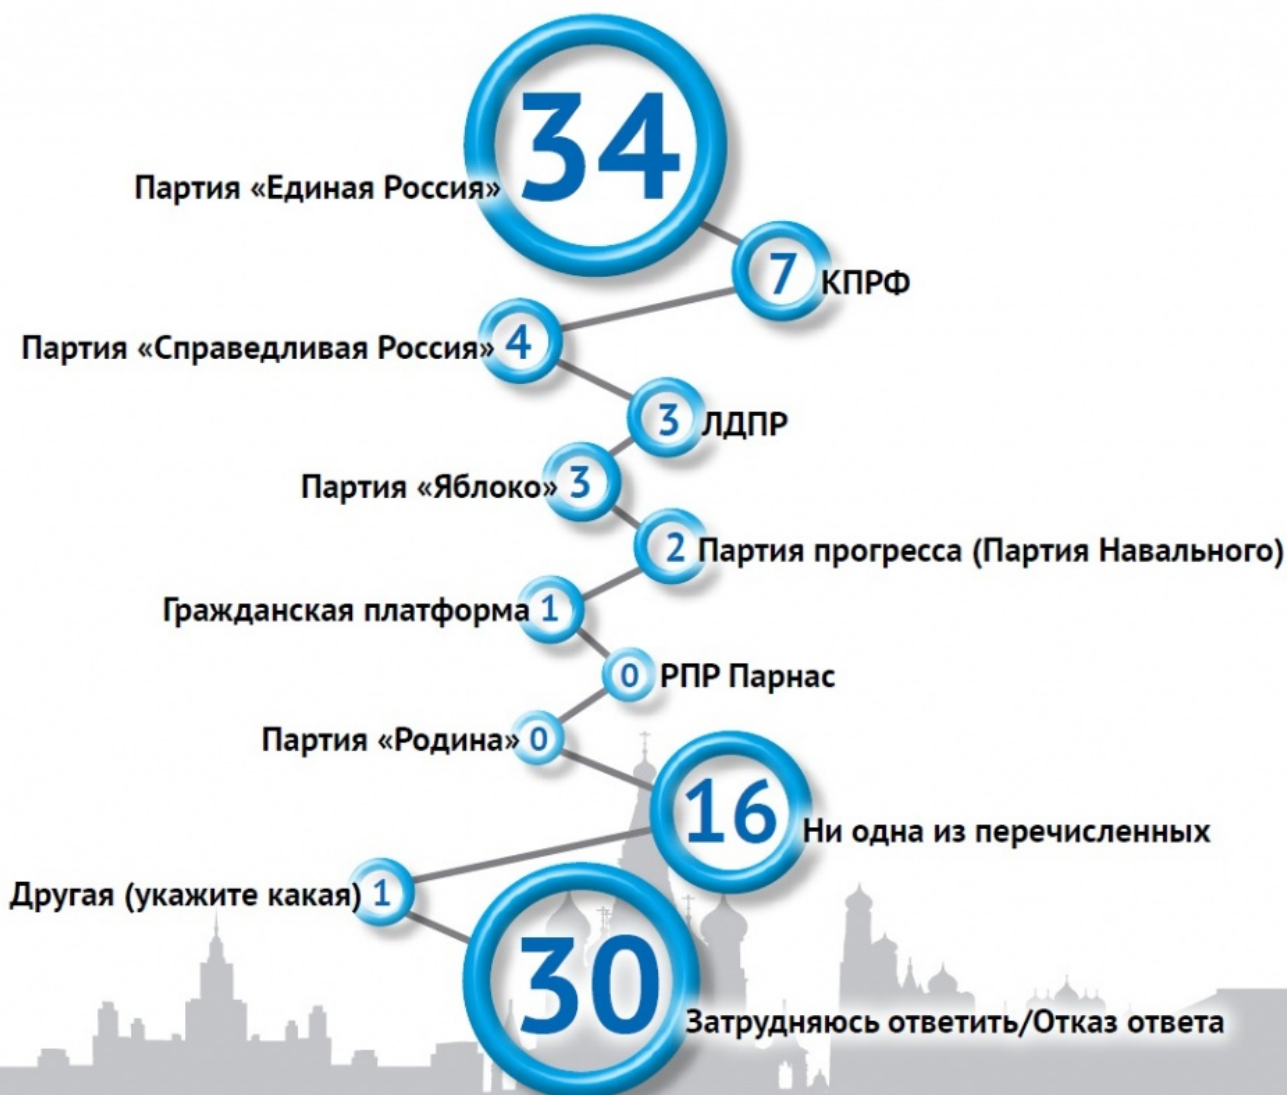 34
Партия «Единая Россия»
7 КПРФ
Партия «Справедливая Россия» 4
3 ЛДПР
Партия «Яблоко» 3
2 Партия прогресса (Партия Навального)
Гражданская платформа 1
0 РПР Парнас
Партия «Родина» 0
16
Ни одна из перечисленных
Другая (укажите какая) 1
30
Затрудняюсь ответить/Отказ ответа